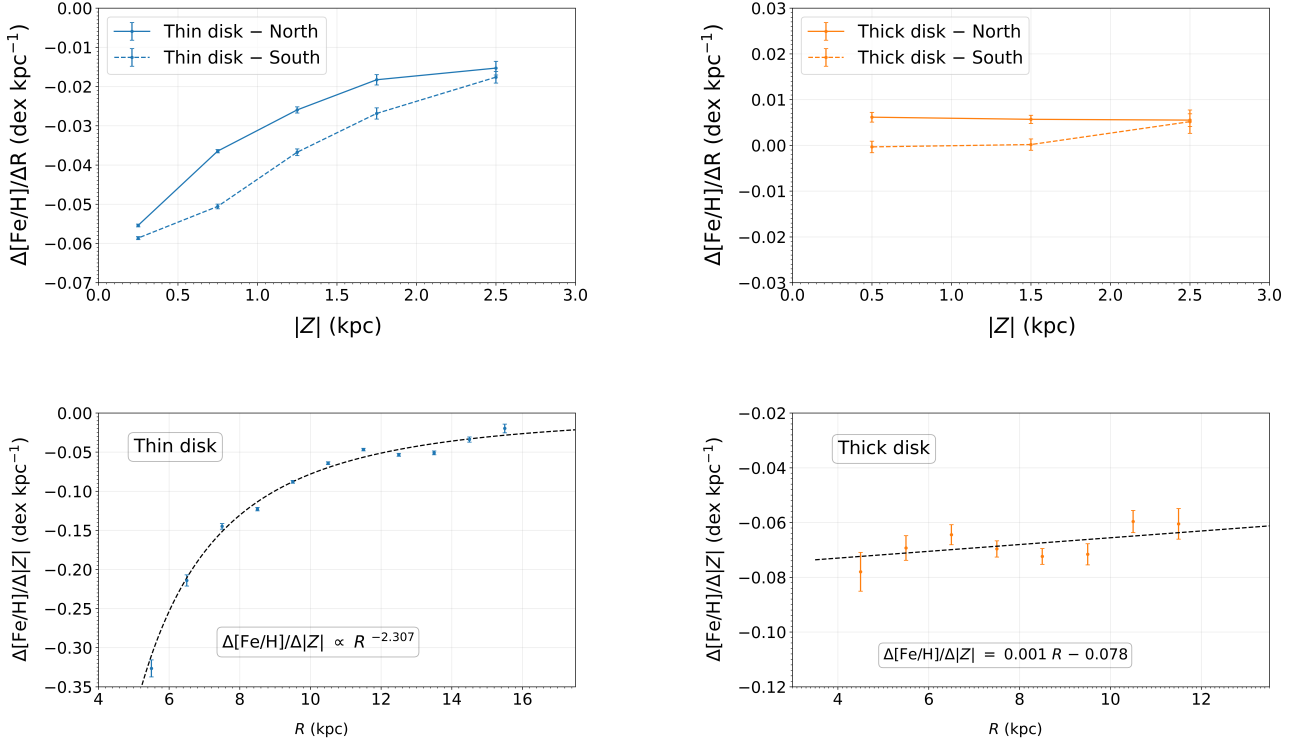 0.00
−0.01
−0.02
−0.03
−0.04
−0.05
−0.06
−0.07
Δ[Fe/H]/ΔR (dex kpc⁻¹)
Thin disk − North
Thin disk − South
0.0 0.5 1.0 1.5 2.0 2.5 3.0
|Z| (kpc)
0.03
0.02
0.01
0.00
−0.01
−0.02
−0.03
Δ[Fe/H]/ΔR (dex kpc⁻¹)
Thick disk − North
Thick disk − South
0.0 0.5 1.0 1.5 2.0 2.5 3.0
|Z| (kpc)
0.00
−0.05
−0.10
−0.15
−0.20
−0.25
−0.30
−0.35
Δ[Fe/H]/Δ|Z| (dex kpc⁻¹)
Thin disk
Δ[Fe/H]/Δ|Z| ∝ R ⁻²·³⁰⁷
4 6 8 10 12 14 16
R (kpc)
−0.02
−0.04
−0.06
−0.08
−0.10
−0.12
Δ[Fe/H]/Δ|Z| (dex kpc⁻¹)
Thick disk
Δ[Fe/H]/Δ|Z| = 0.001 R − 0.078
4 6 8 10 12
R (kpc)